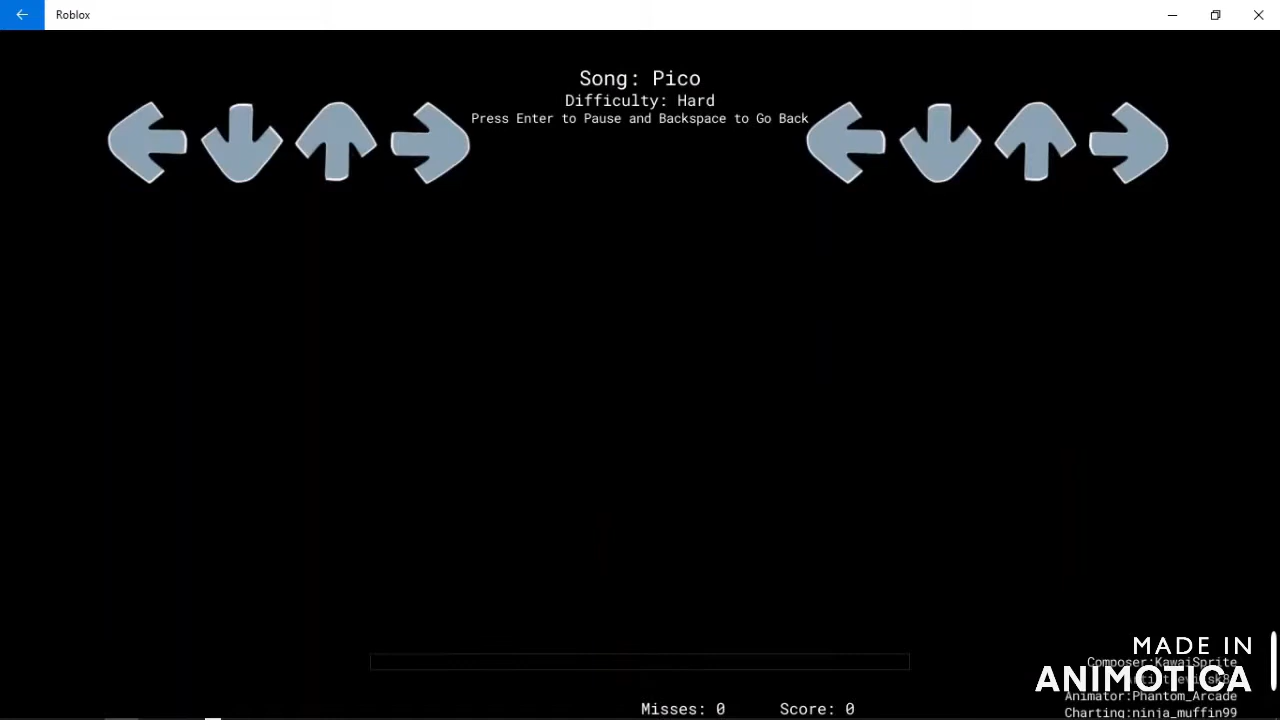 Roblox
Song: Pico
Difficulty: Hard
Press Enter to Pause and Backspace to Go Back
MADE IN
Composer:KawaiSprite
ANIMOTICA
Animator:Phantom_Arcade
Charting:ninja_muffin99
Misses: 0 Score: 0